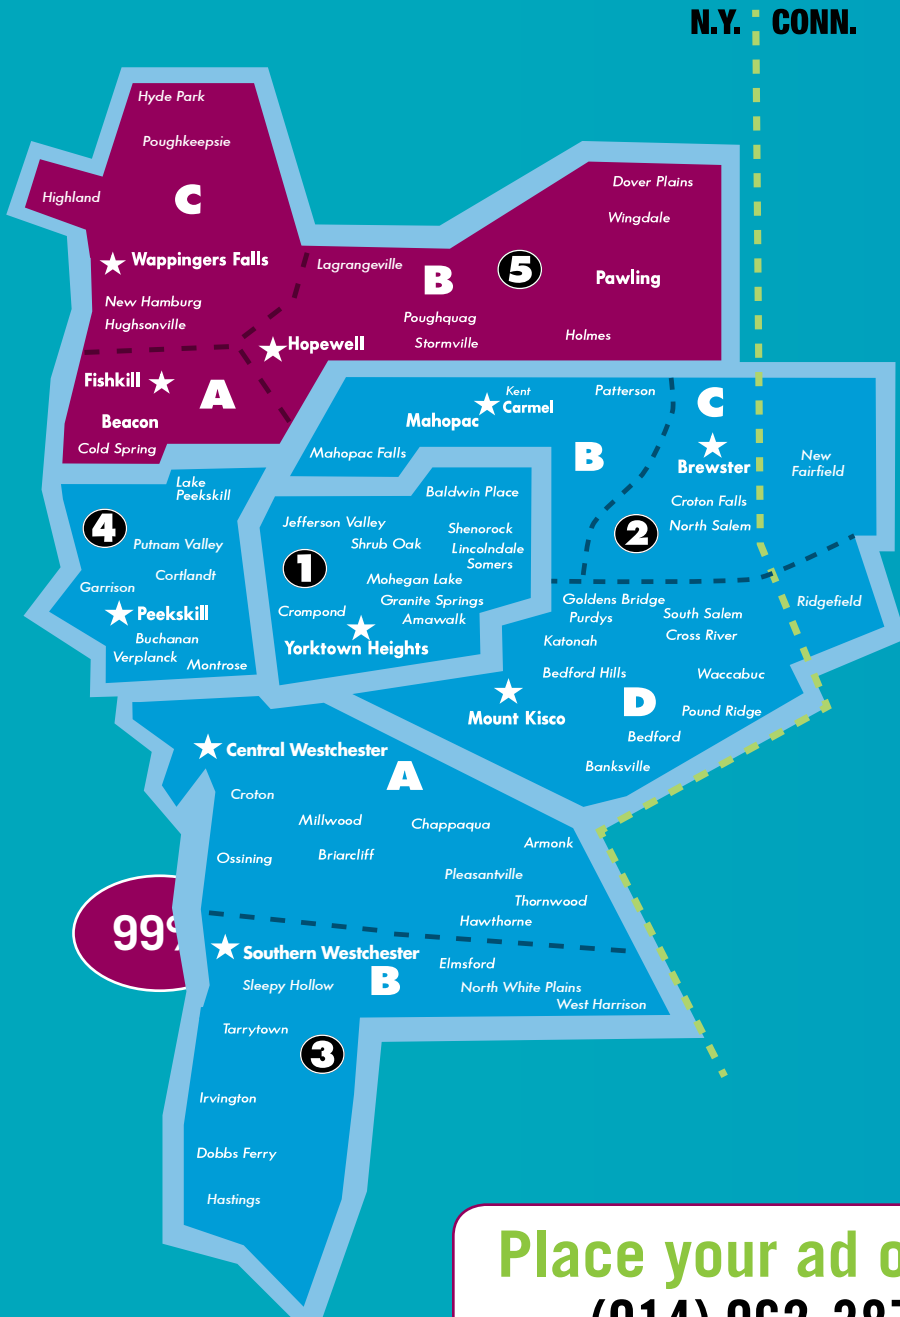 N.Y. CONN.
Hyde Park
Poughkeepsie
Highland
C
Wappingers Falls
New Hamburg
Hughsonville
Lagrangeville
B
5
Dover Plains
Wingdale
Pawling
Poughquag
Stormville
Holmes
Hopewell
Fishkill
A
Beacon
Cold Spring
Kent
Carmel
Mahopac
Mahopac Falls
Patterson
B
C
Brewster
New
Fairfield
Croton Falls
North Salem
2
Lake
Peekskill
4
Putnam Valley
Cortlandt
Garrison
Peekskill
Buchanan
Verplanck
Montrose
Baldwin Place
Jefferson Valley
Shenorock
Shrub Oak
Lincolndale
Somers
1
Mohegan Lake
Granite Springs
Crompond
Amawalk
Yorktown Heights
Goldens Bridge
Purdys
South Salem
Ridgefield
Katonah
Cross River
Bedford Hills
Waccabuc
D
Mount Kisco
Pound Ridge
Bedford
Banksville
Central Westchester
A
Croton
Millwood
Chappaqua
Armonk
Ossining
Briarcliff
Pleasantville
Thornwood
Hawthorne
99%
Southern Westchester
B
Elmsford
Sleepy Hollow
North White Plains
West Harrison
Tarrytown
3
Irvington
Dobbs Ferry
Hastings
Place your ad
(914)